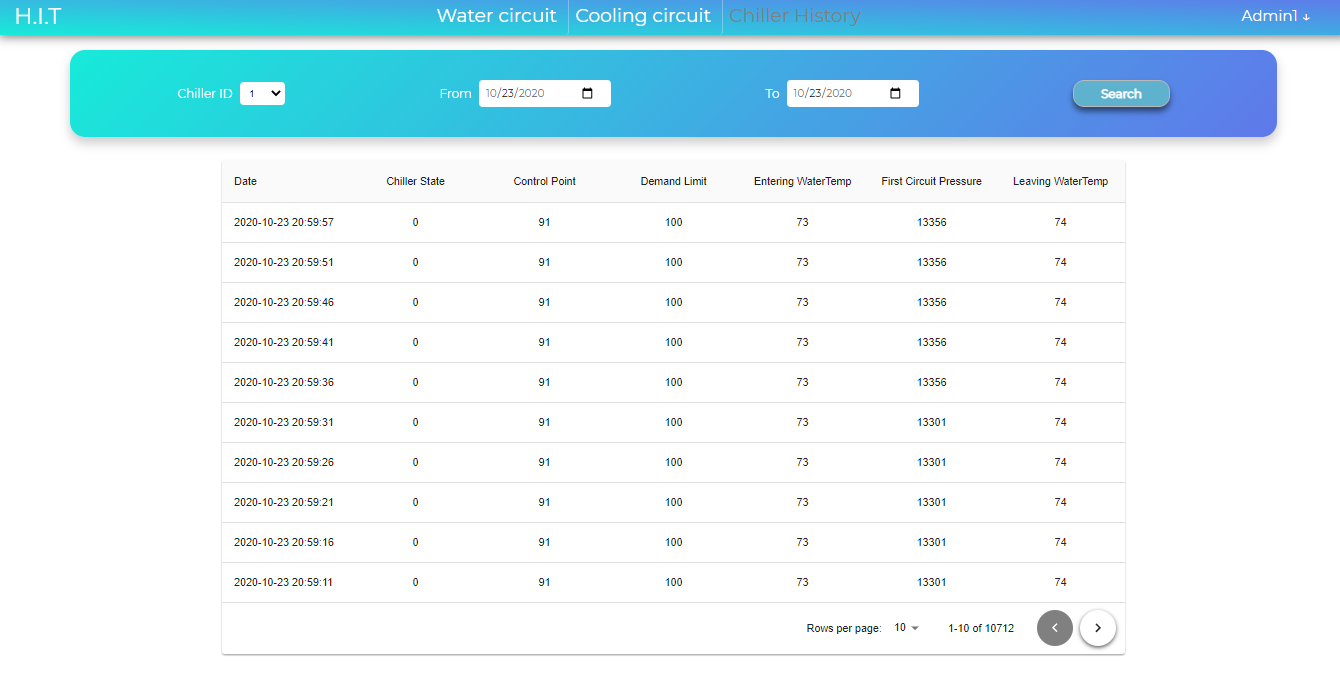 H.I.T Water circuit Cooling circuit Chiller History Admin1 ↓
Chiller ID 1 From 10/23/2020 To 10/23/2020 Search
Date Chiller State Control Point Demand Limit Entering WaterTemp First Circuit Pressure Leaving WaterTemp
2020-10-23 20:59:57 0 91 100 73 13356 74
2020-10-23 20:59:51 0 91 100 73 13356 74
2020-10-23 20:59:46 0 91 100 73 13356 74
2020-10-23 20:59:41 0 91 100 73 13356 74
2020-10-23 20:59:36 0 91 100 73 13356 74
2020-10-23 20:59:31 0 91 100 73 13301 74
2020-10-23 20:59:26 0 91 100 73 13301 74
2020-10-23 20:59:21 0 91 100 73 13301 74
2020-10-23 20:59:16 0 91 100 73 13301 74
2020-10-23 20:59:11 0 91 100 73 13301 74
Rows per page: 10 1-10 of 10712